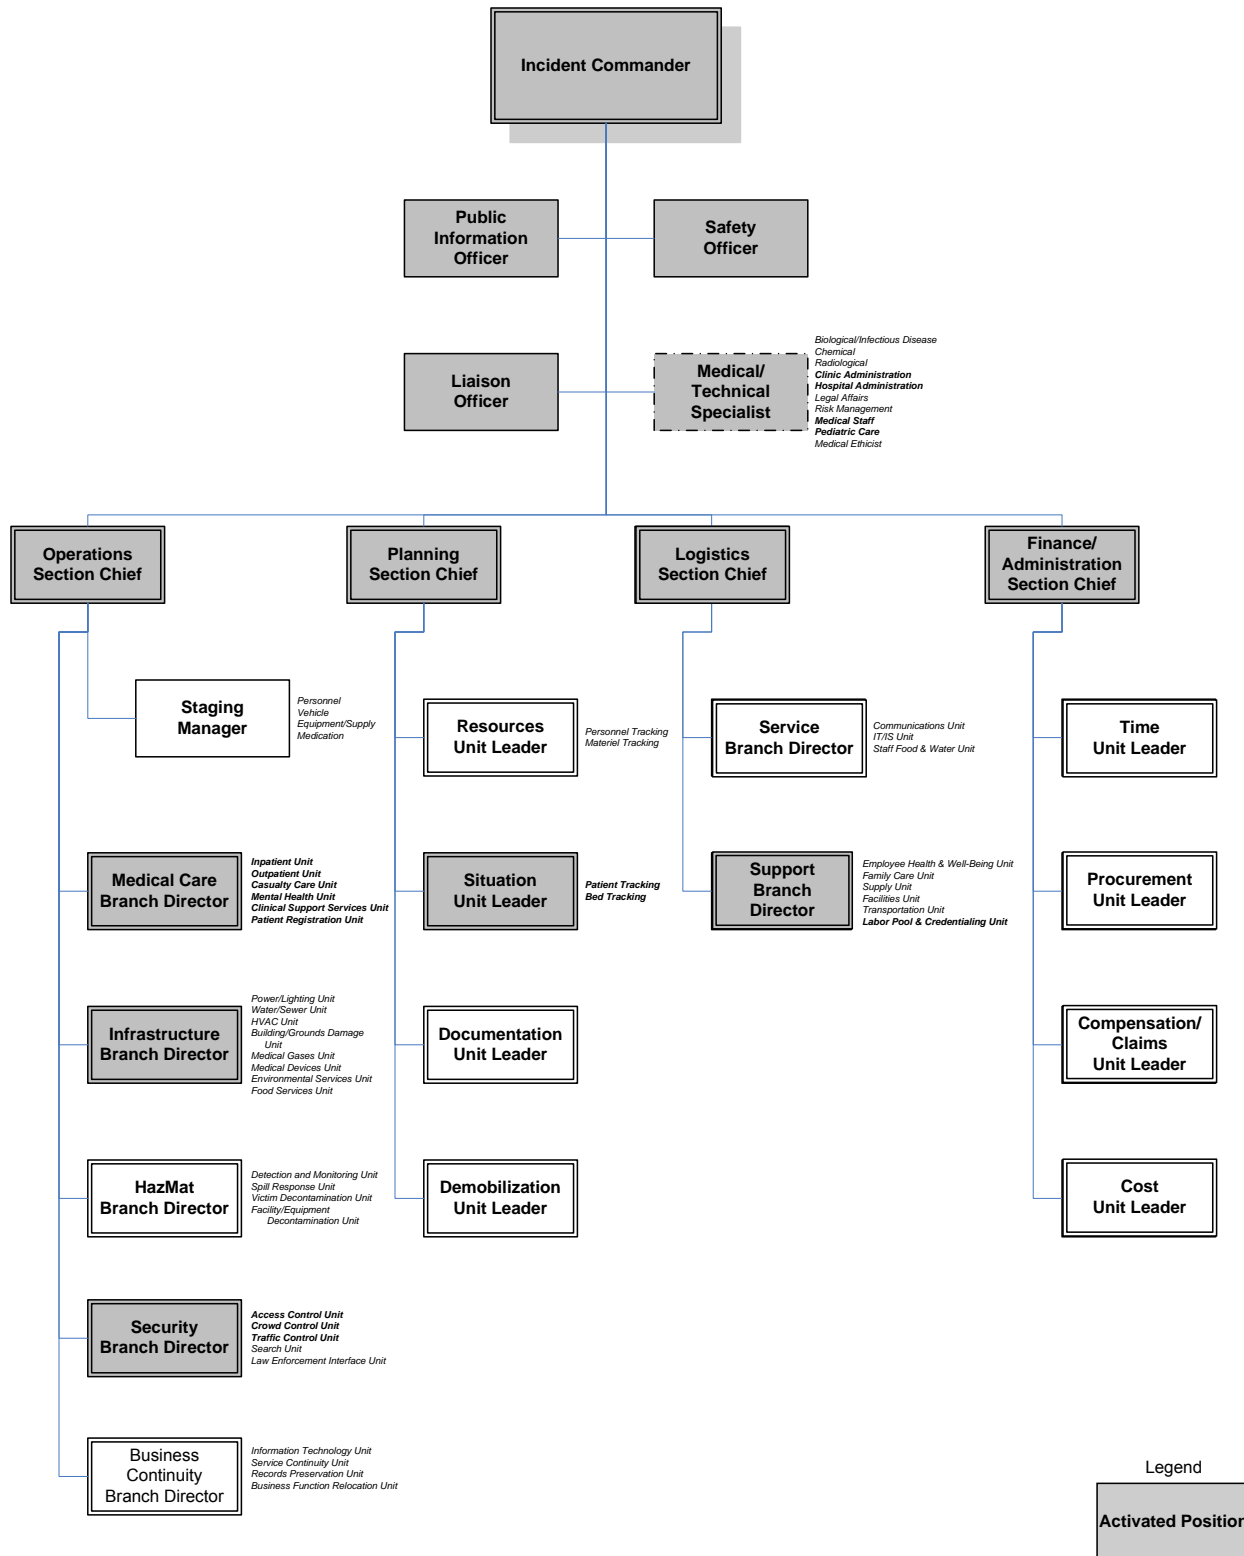 Incident Commander
Public
Information
Officer
Safety
Officer
Liaison
Officer
Medical/
Technical
Specialist
Biological/Infectious Disease
Chemical
Radiological
Clinic Administration
Hospital Administration
Legal Affairs
Risk Management
Medical Staff
Pediatric Care
Medical Ethicist
Operations
Section Chief
Planning
Section Chief
Logistics
Section Chief
Finance/
Administration
Section Chief
Staging
Manager
Personnel
Vehicle
Equipment/Supply
Medication
Resources
Unit Leader
Personnel Tracking
Materiel Tracking
Service
Branch Director
Communications Unit
IT/IS Unit
Staff Food & Water Unit
Time
Unit Leader
Medical Care
Branch Director
Inpatient Unit
Outpatient Unit
Casualty Care Unit
Mental Health Unit
Clinical Support Services Unit
Patient Registration Unit
Situation
Unit Leader
Patient Tracking
Bed Tracking
Support
Branch
Director
Employee Health & Well-Being Unit
Family Care Unit
Supply Unit
Facilities Unit
Transportation Unit
Labor Pool & Credentialing Unit
Procurement
Unit Leader
Infrastructure
Branch Director
Power/Lighting Unit
Water/Sewer Unit
HVAC Unit
Building/Grounds Damage
Unit
Medical Gases Unit
Medical Devices Unit
Environmental Services Unit
Food Services Unit
Documentation
Unit Leader
Compensation/
Claims
Unit Leader
HazMat
Branch Director
Detection and Monitoring Unit
Spill Response Unit
Victim Decontamination Unit
Facility/Equipment
Decontamination Unit
Demobilization
Unit Leader
Cost
Unit Leader
Security
Branch Director
Access Control Unit
Crowd Control Unit
Traffic Control Unit
Search Unit
Law Enforcement Interface Unit
Business
Continuity
Branch Director
Information Technology Unit
Service Continuity Unit
Records Preservation Unit
Business Function Relocation Unit
Legend
Activated Position